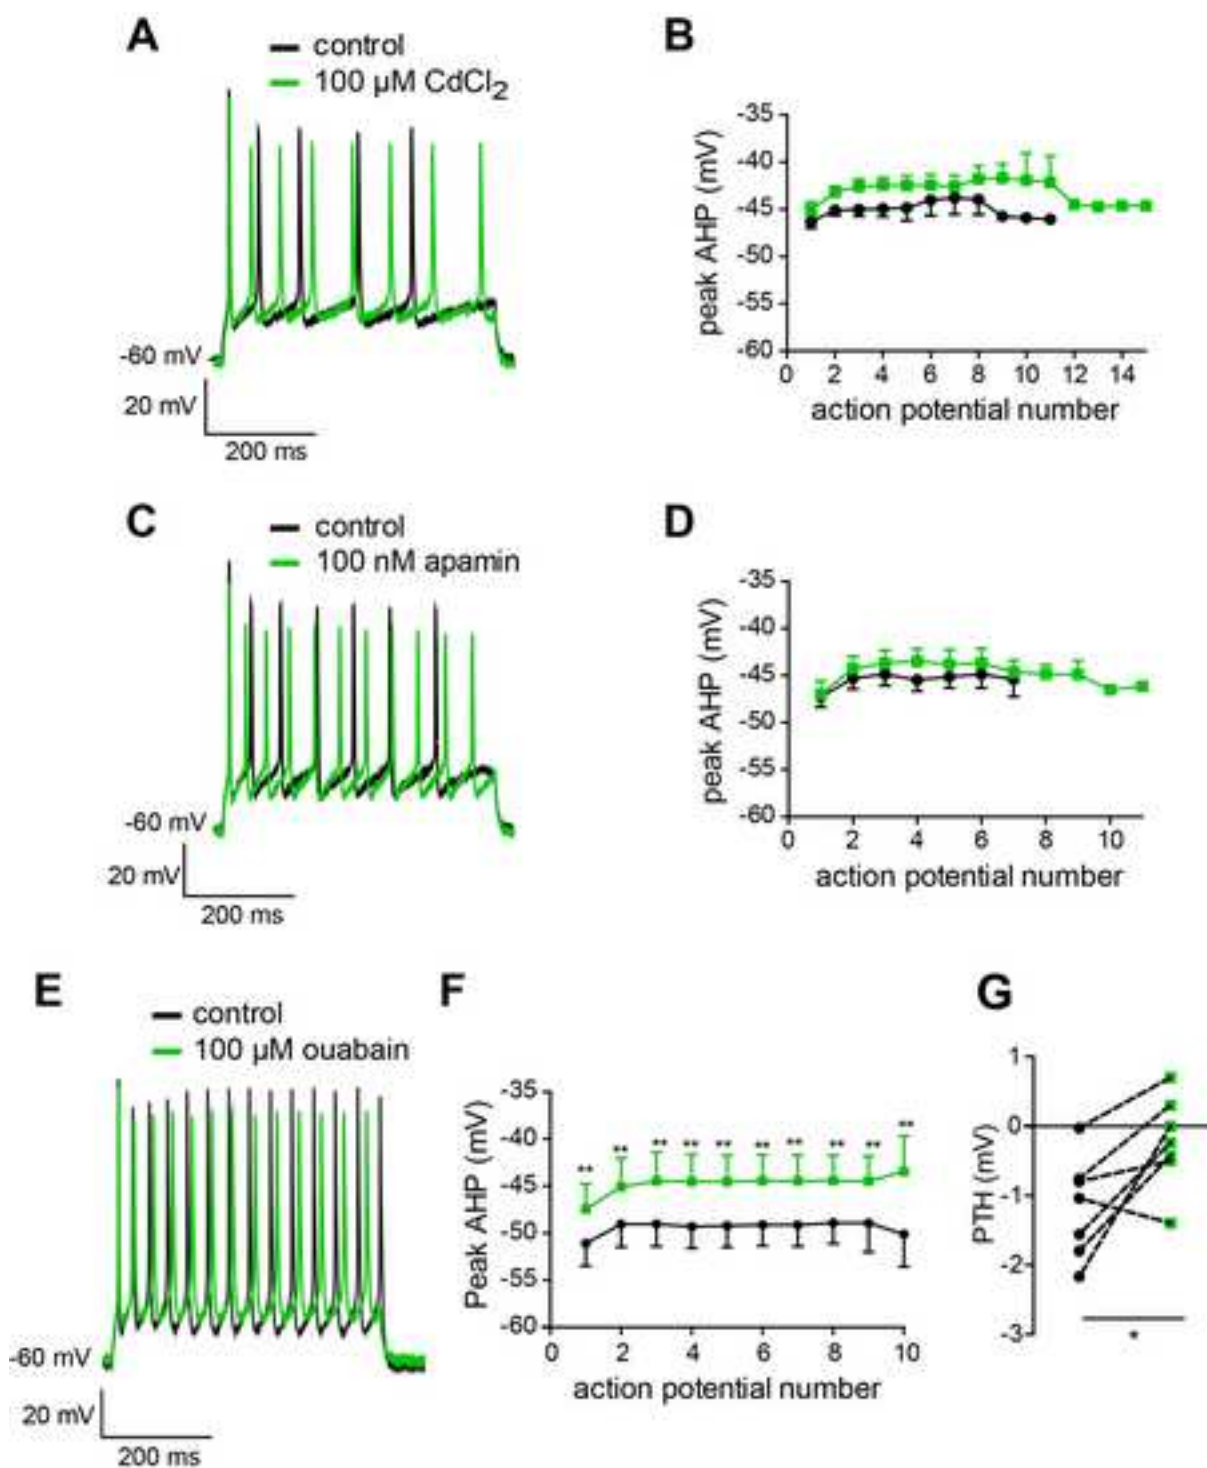 A
control
100 µM CdCl2
-60 mV
20 mV
200 ms
B
peak AHP (mV)
-35
-40
-45
-50
-55
-60
0 2 4 6 8 10 12 14
action potential number
C
control
100 nM apamin
-60 mV
20 mV
200 ms
D
peak AHP (mV)
-35
-40
-45
-50
-55
-60
0 2 4 6 8 10
action potential number
E
control
100 µM ouabain
-60 mV
20 mV
200 ms
F
Peak AHP (mV)
-35
-40
-45
-50
-55
-60
** ** ** ** ** ** ** ** ** **
0 2 4 6 8 10
action potential number
G
PTH (mV)
1
0
-1
-2
-3
*